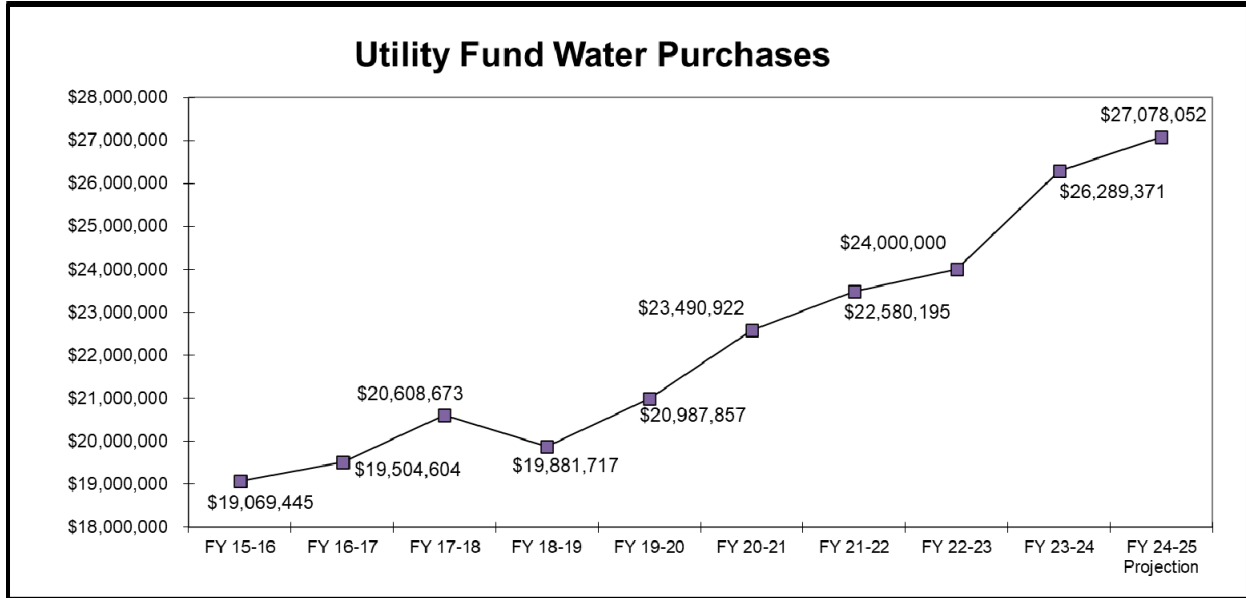 Utility Fund Water Purchases
$28,000,000
$27,000,000
$26,000,000
$25,000,000
$24,000,000
$23,000,000
$22,000,000
$21,000,000
$20,000,000
$19,000,000
$18,000,000
$19,069,445
$19,504,604
$20,608,673
$19,881,717
$20,987,857
$23,490,922
$22,580,195
$24,000,000
$26,289,371
$27,078,052
FY 15-16
FY 16-17
FY 17-18
FY 18-19
FY 19-20
FY 20-21
FY 21-22
FY 22-23
FY 23-24
FY 24-25
Projection